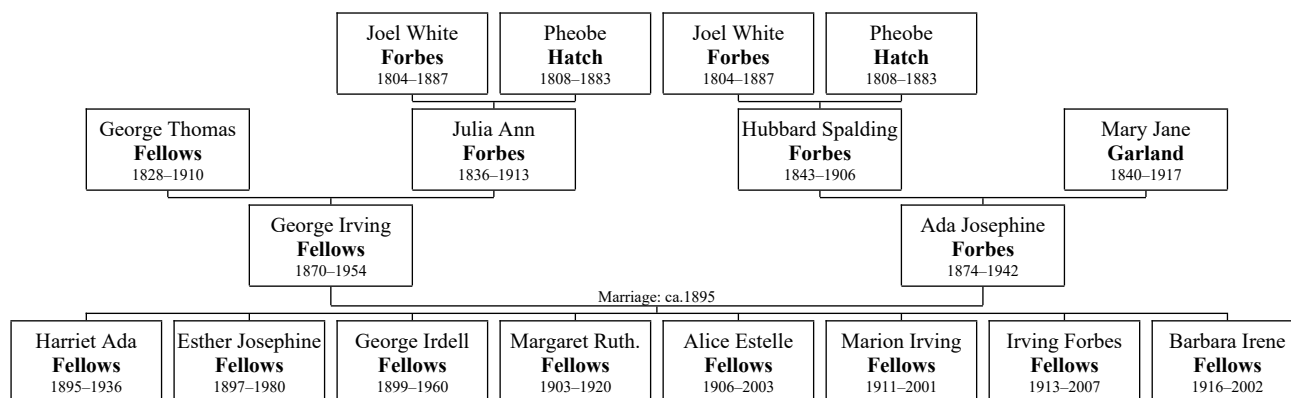 Joel White
Forbes
1804–1887
Pheobe
Hatch
1808–1883
Joel White
Forbes
1804–1887
Pheobe
Hatch
1808–1883
George Thomas
Fellows
1828–1910
Julia Ann
Forbes
1836–1913
Hubbard Spalding
Forbes
1843–1906
Mary Jane
Garland
1840–1917
George Irving
Fellows
1870–1954
Ada Josephine
Forbes
1874–1942
Marriage: ca.1895
Harriet Ada
Fellows
1895–1936
Esther Josephine
Fellows
1897–1980
George Irdell
Fellows
1899–1960
Margaret Ruth.
Fellows
1903–1920
Alice Estelle
Fellows
1906–2003
Marion Irving
Fellows
1911–2001
Irving Forbes
Fellows
1913–2007
Barbara Irene
Fellows
1916–2002